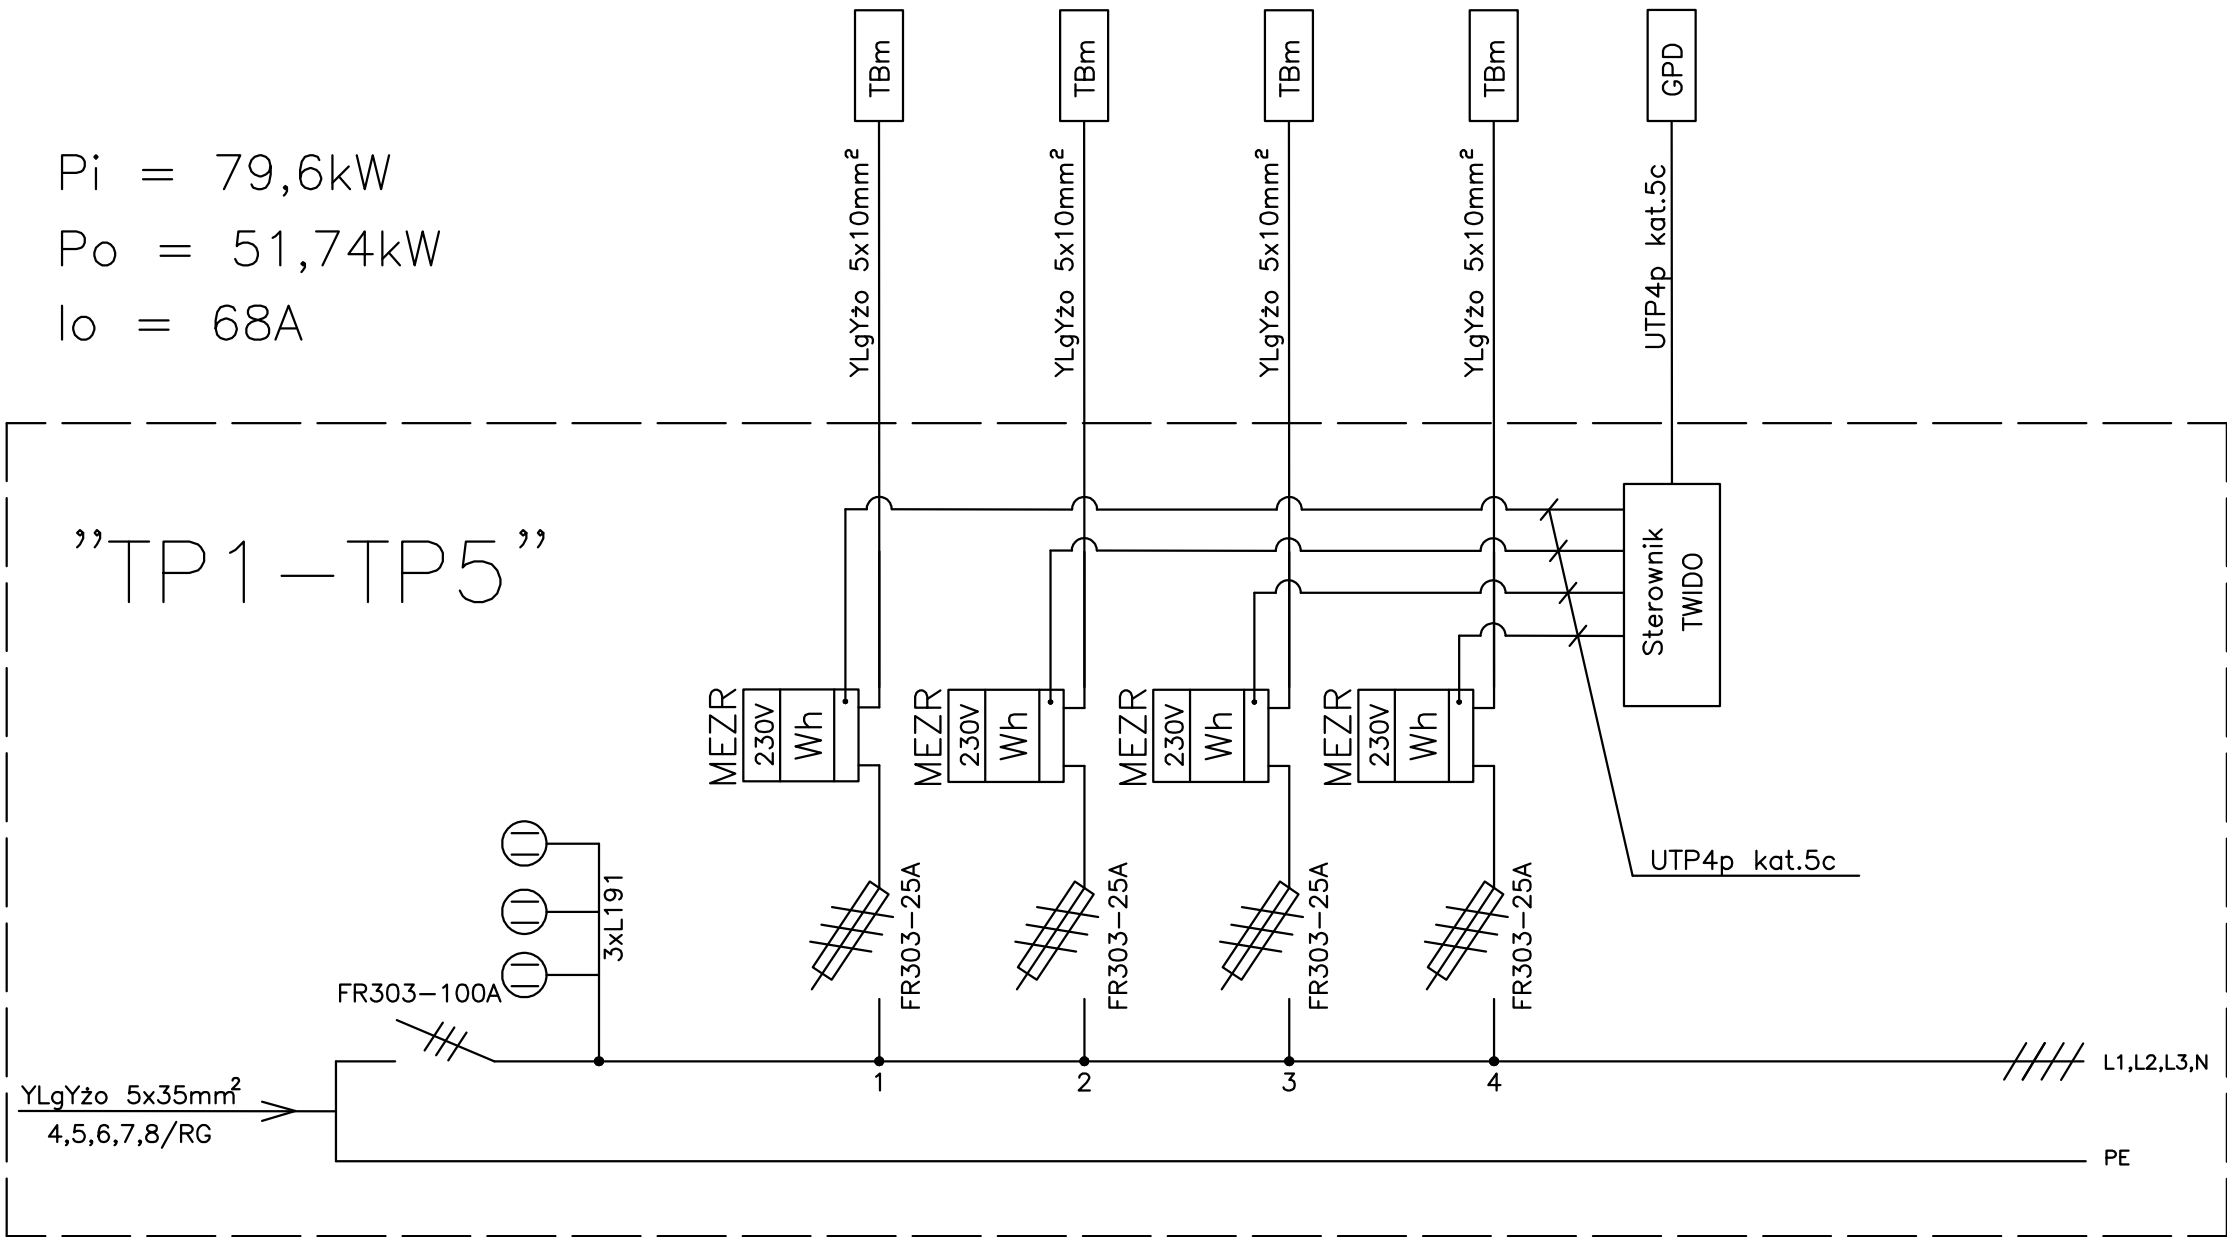 TBm
TBm
TBm
TBm
GPD
Pi = 79,6kW
Po = 51,74kW
Io = 68A
YLgYżo 5x10mm²
YLgYżo 5x10mm²
YLgYżo 5x10mm²
YLgYżo 5x10mm²
UTP4p kat.5c
”TP1–TP5”
Sterownik
TWIDO
MEZR
230V
Wh
MEZR
230V
Wh
MEZR
230V
Wh
MEZR
230V
Wh
UTP4p kat.5c
3xL191
FR303-25A
FR303-25A
FR303-25A
FR303-25A
FR303-100A
L1,L2,L3,N
1
2
3
4
YLgYżo 5x35mm²
4,5,6,7,8/RG
PE